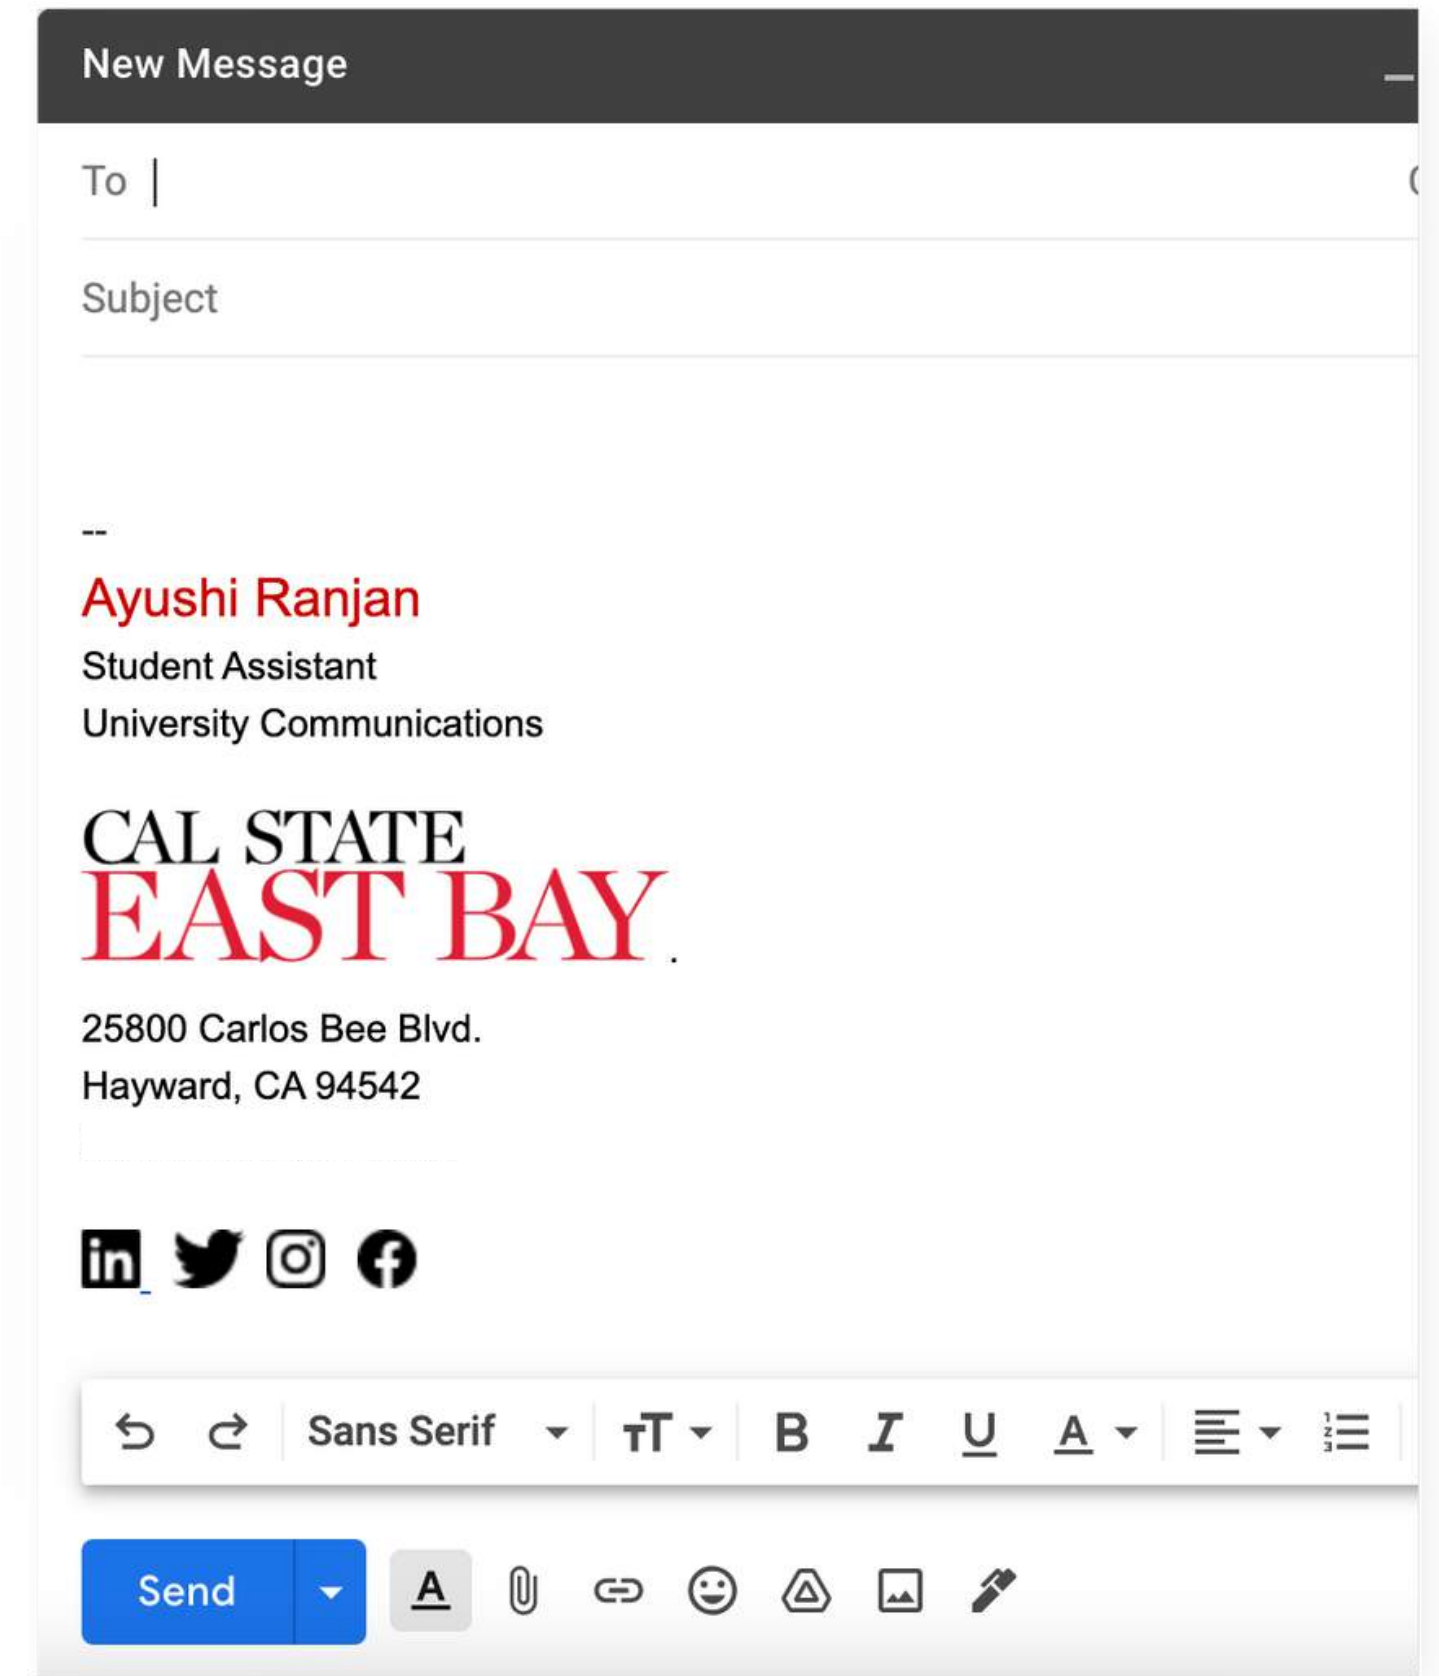 New Message
To
Subject
--
Ayushi Ranjan
Student Assistant
University Communications
CAL STATE
EAST BAY .
25800 Carlos Bee Blvd.
Hayward, CA 94542
in
Sans Serif
Send